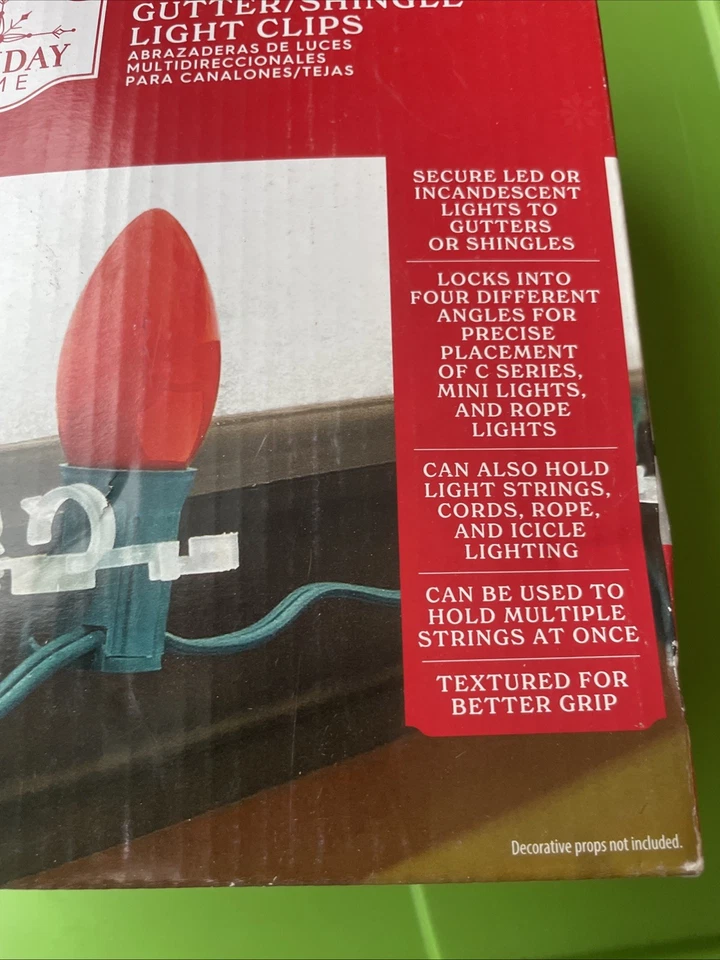 GUTTER/SHINGLE
LIGHT CLIPS
ABRAZADERAS DE LUCES
MULTIDIRECCIONALES
PARA CANALONES/TEJAS
SECURE LED OR
INCANDESCENT
LIGHTS TO
GUTTERS
OR SHINGLES
LOCKS INTO
FOUR DIFFERENT
ANGLES FOR
PRECISE
PLACEMENT
OF C SERIES,
MINI LIGHTS,
AND ROPE
LIGHTS
CAN ALSO HOLD
LIGHT STRINGS,
CORDS, ROPE,
AND ICICLE
LIGHTING
CAN BE USED TO
HOLD MULTIPLE
STRINGS AT ONCE
TEXTURED FOR
BETTER GRIP
Decorative props not included.